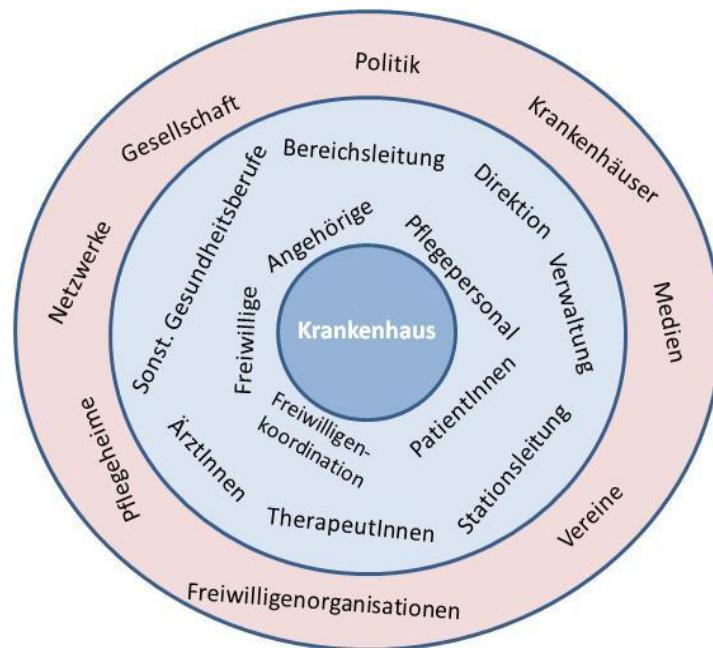 Politik
Gesellschaft
Krankenhäuser
Netzwerke
Medien
Pflegeheime
Vereine
Freiwilligenorganisationen
Bereichsleitung
Direktion
Sonst. Gesundheitsberufe
Verwaltung
ÄrztInnen
Stationsleitung
TherapeutInnen
Angehörige
Pflegepersonal
Freiwillige
PatientInnen
Freiwilligen-
koordination
Krankenhaus